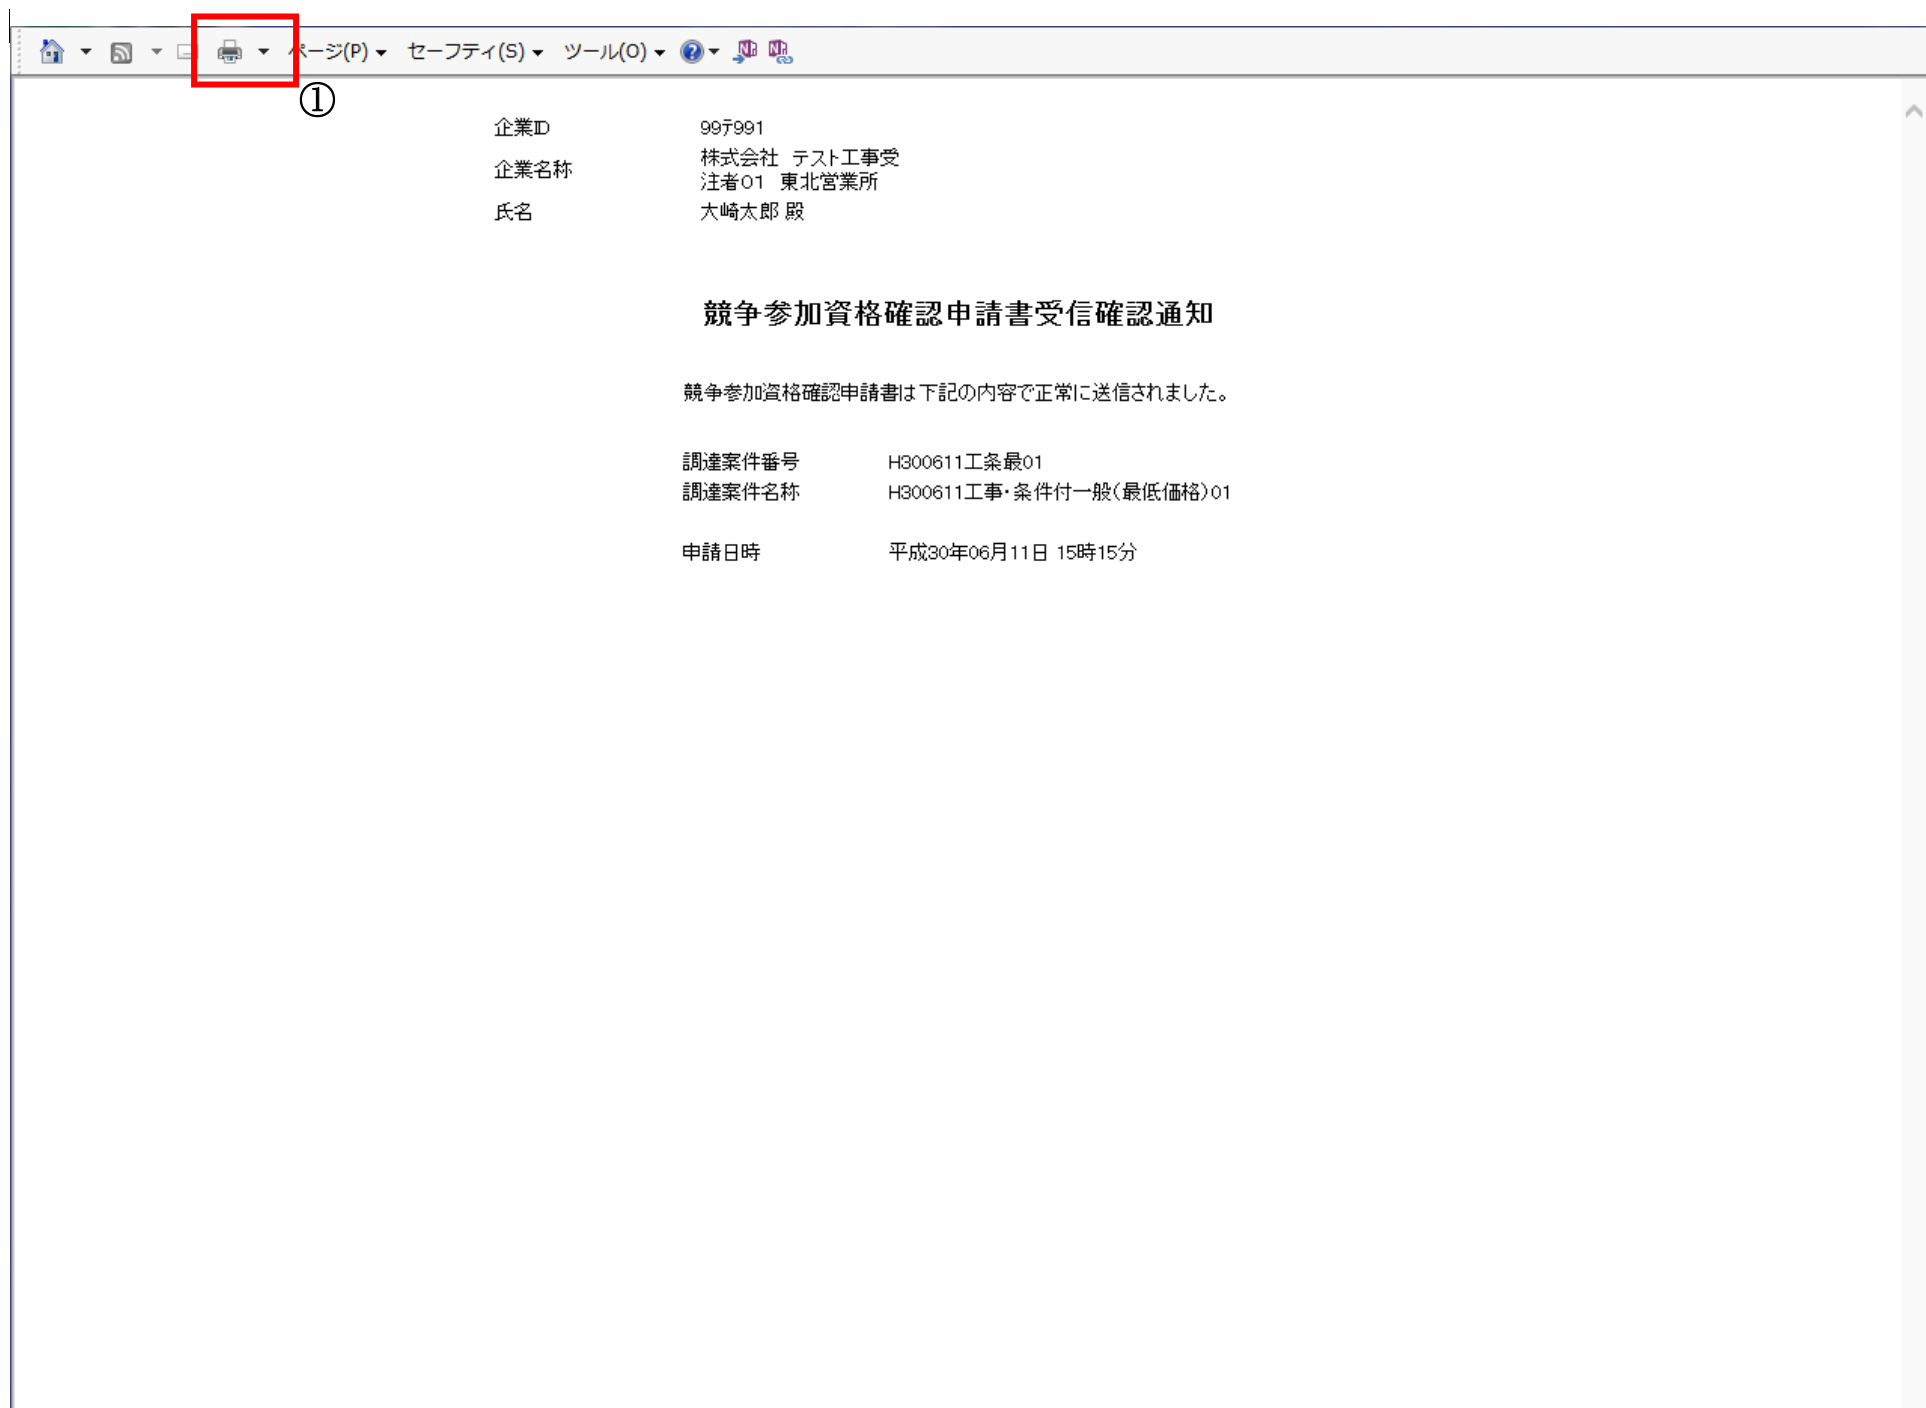 ページ(P) セーフティ(S) ツール(O)
①
企業ID 99テ991
企業名称 株式会社 テスト工事受
注者01 東北営業所
氏名 大崎太郎 殿
競争参加資格確認申請書受信確認通知
競争参加資格確認申請書は下記の内容で正常に送信されました。
調達案件番号 H300611工条最01
調達案件名称 H300611工事・条件付一般(最低価格)01
申請日時 平成30年06月11日 15時15分